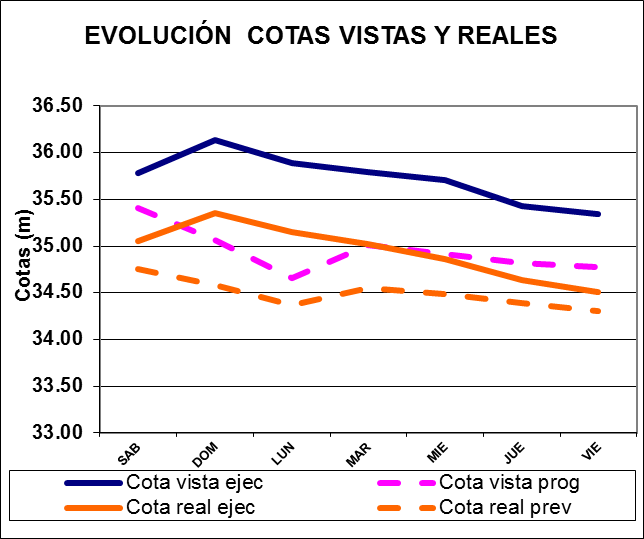 EVOLUCIÓN COTAS VISTAS Y REALES
36.50
36.00
35.50
35.00
34.50
34.00
33.50
33.00
Cotas (m)
SAB DOM LUN MAR MIE JUE VIE
Cota vista ejec Cota vista prog
Cota real ejec Cota real prev